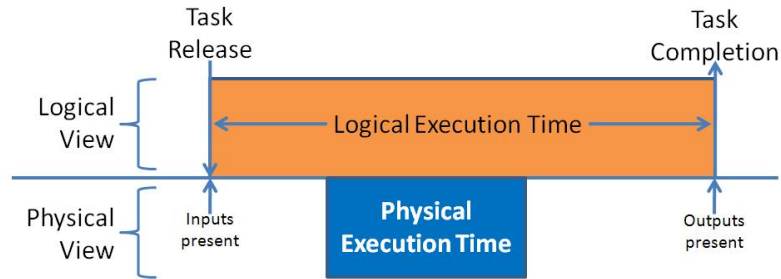 Task
Release
Task
Completion
Logical
View
Logical Execution Time
Physical
View
Inputs
present
Physical
Execution Time
Outputs
present